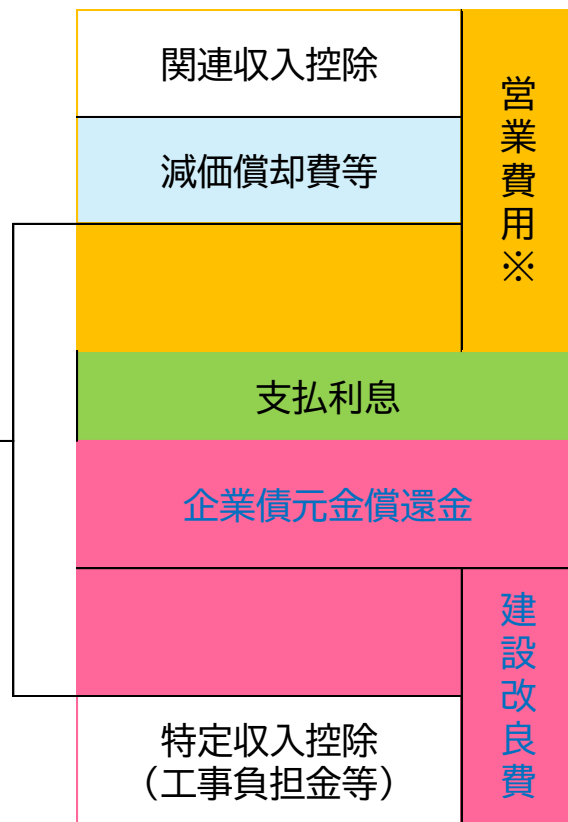 関連収入控除
営業費用※
減価償却費等
支払利息
企業債元金償還金
建設改良費
特定収入控除
（工事負担金等）